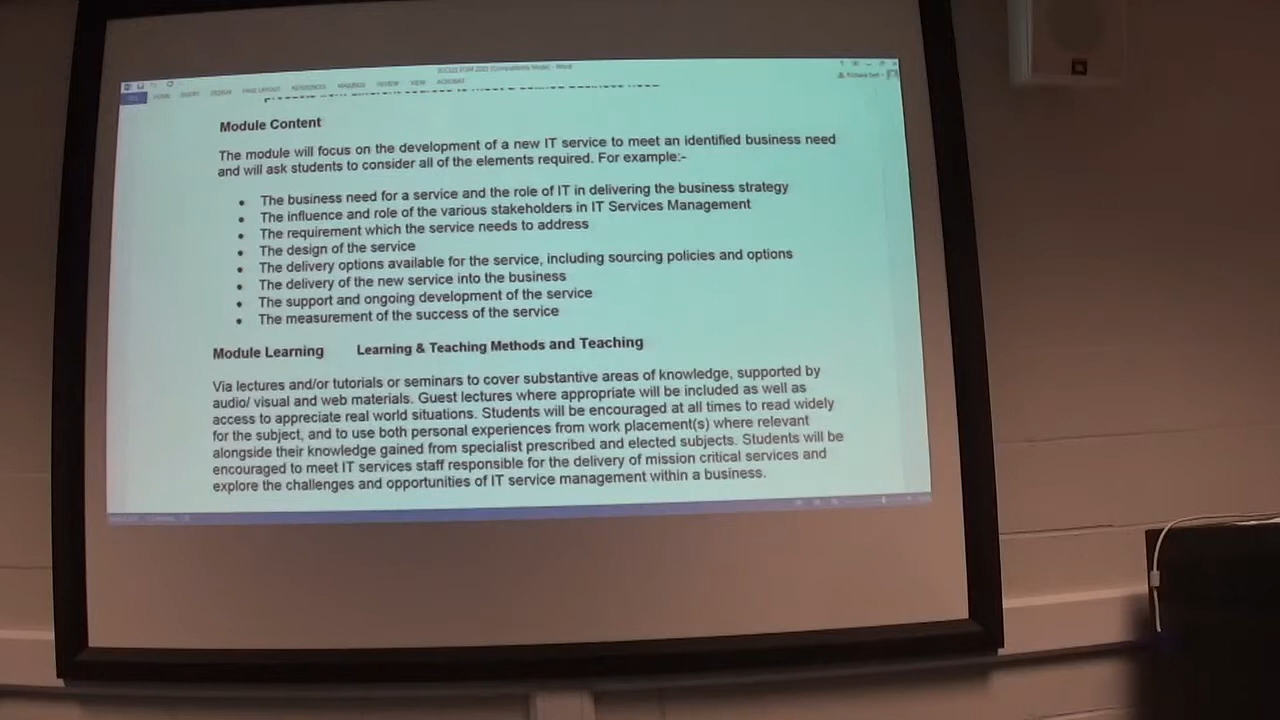 FILE HOME INSERT DESIGN PAGE LAYOUT REFERENCES MAILINGS REVIEW VIEW ACROBAT
Module Content
The module will focus on the development of a new IT service to meet an identified business need
and will ask students to consider all of the elements required. For example:-
• The business need for a service and the role of IT in delivering the business strategy
• The influence and role of the various stakeholders in IT Services Management
• The requirement which the service needs to address
• The design of the service
• The delivery options available for the service, including sourcing policies and options
• The delivery of the new service into the business
• The support and ongoing development of the service
• The measurement of the success of the service
Module Learning Learning & Teaching Methods and Teaching
Via lectures and/or tutorials or seminars to cover substantive areas of knowledge, supported by
audio/ visual and web materials. Guest lectures where appropriate will be included as well as
access to appreciate real world situations. Students will be encouraged at all times to read widely
for the subject, and to use both personal experiences from work placement(s) where relevant
alongside their knowledge gained from specialist prescribed and elected subjects. Students will be
encouraged to meet IT services staff responsible for the delivery of mission critical services and
explore the challenges and opportunities of IT service management within a business.